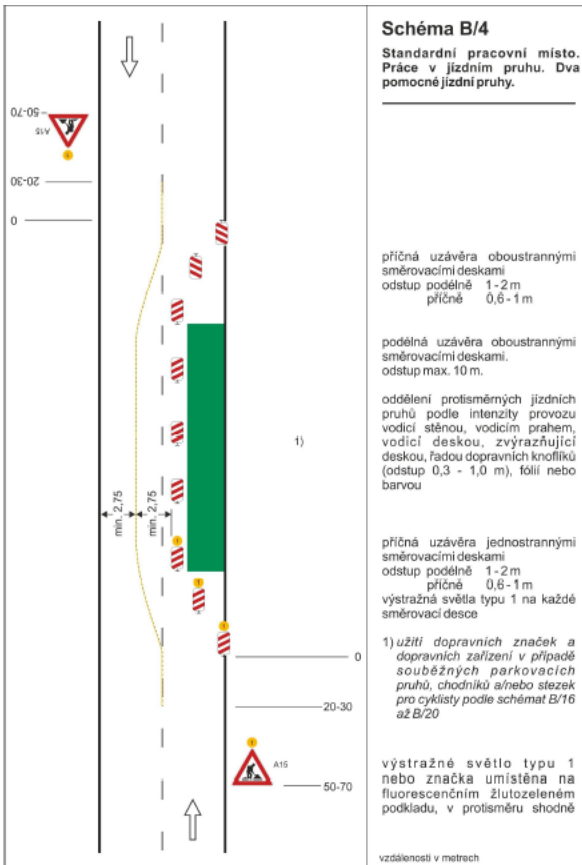 Schéma B/4
Standardní pracovní místo.
Práce v jízdním pruhu. Dva
pomocné jízdní pruhy.
50-70
A15
1
20-30
0
příčná uzávěra oboustrannými
směrovacími deskami
odstup podélně 1-2 m
příčně 0,6-1 m
podélná uzávěra oboustrannými
směrovacími deskami.
odstup max. 10 m.
oddělení protisměrných jízdních
pruhů podle intenzity provozu
vodicí stěnou, vodicím prahem,
vodicí deskou, zvýrazňující
deskou, řadou dopravních knoflíků
(odstup 0,3 - 1,0 m), fólií nebo
barvou
1)
min. 2,75
min. 2,75
příčná uzávěra jednostrannými
směrovacími deskami
odstup podélně 1-2 m
příčně 0,6-1 m
výstražná světla typu 1 na každé
směrovací desce
1
1
1
0
1) užití dopravních značek a
dopravních zařízení v případě
souběžných parkovacích
pruhů, chodníků a/nebo stezek
pro cyklisty podle schémat B/16
až B/20
20-30
1
A15
50-70
výstražné světlo typu 1
nebo značka umístěna na
fluorescenčním žlutozeleném
podkladu, v protisměru shodně
vzdálenosti v metrech